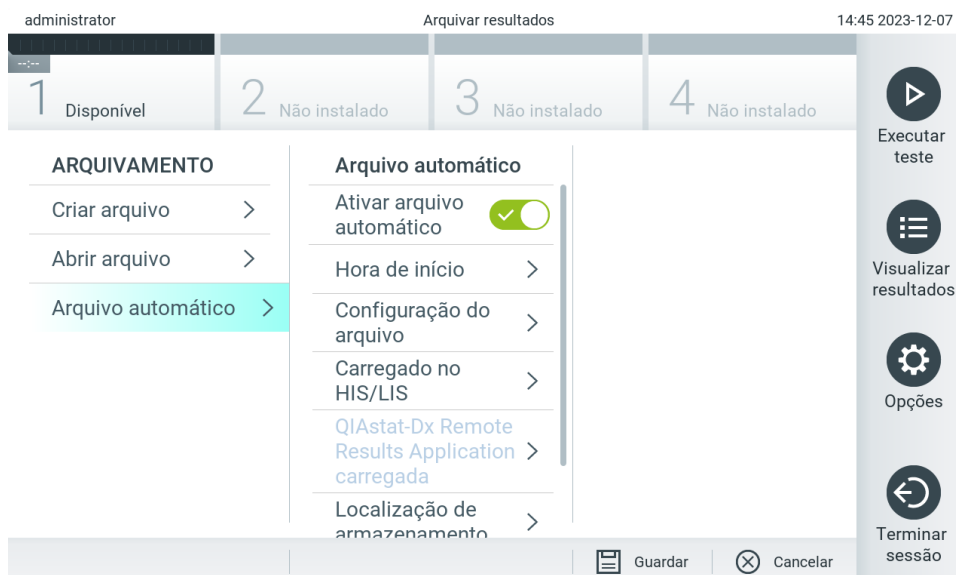 administrator
Arquivar resultados
14:45 2023-12-07
--:--
1 Disponível
2 Não instalado
3 Não instalado
4 Não instalado
ARQUIVAMENTO
Criar arquivo
Abrir arquivo
Arquivo automático
Arquivo automático
Ativar arquivo
automático
Hora de início
Configuração do
arquivo
Carregado no
HIS/LIS
QIAstat-Dx Remote
Results Application
carregada
Localização de
armazenamento
Executar
teste
Visualizar
resultados
Opções
Terminar
sessão
Guardar
Cancelar